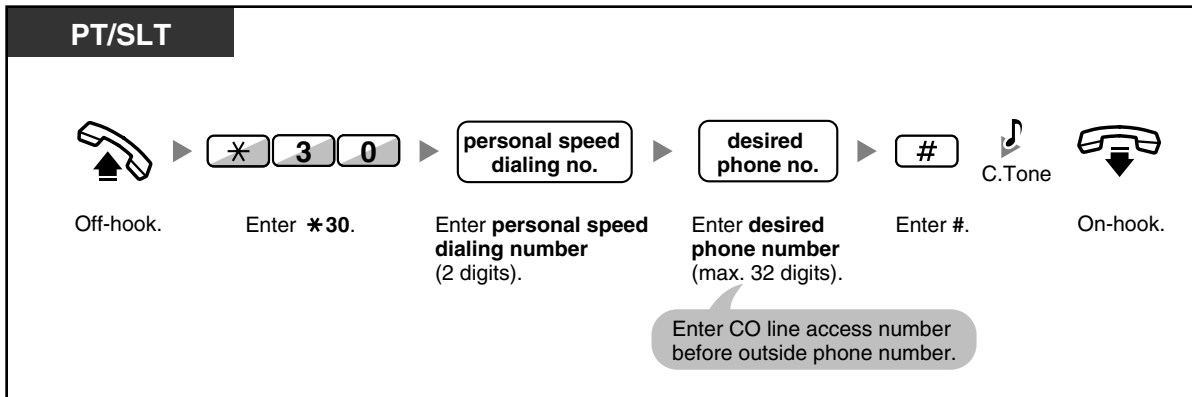 PT/SLT
✳ 3 0
personal speed
dialing no.
desired
phone no.
#
C.Tone
Off-hook.
Enter ✳30.
Enter personal speed
dialing number
(2 digits).
Enter desired
phone number
(max. 32 digits).
Enter #.
On-hook.
Enter CO line access number
before outside phone number.